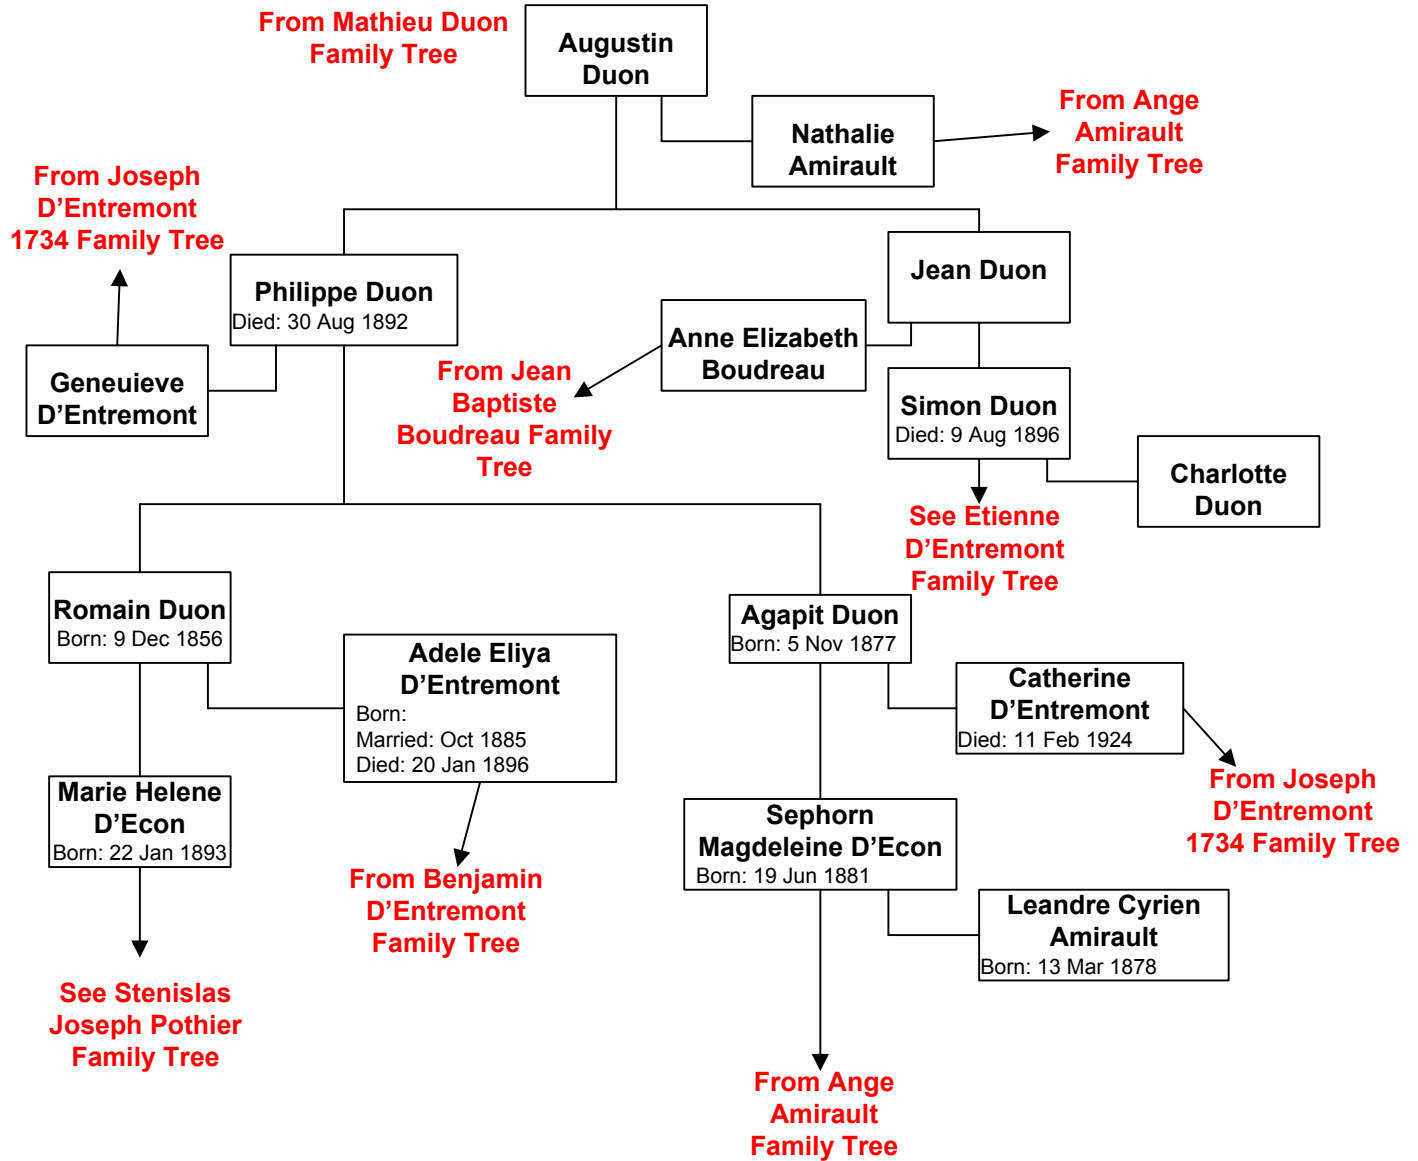 From Mathieu Duon
Family Tree
Augustin
Duon
Nathalie
Amirault
From Ange
Amirault
Family Tree
From Joseph
D’Entremont
1734 Family Tree
Philippe Duon
Died: 30 Aug 1892
Jean Duon
Geneuieve
D’Entremont
Anne Elizabeth
Boudreau
From Jean
Baptiste
Boudreau Family
Tree
Simon Duon
Died: 9 Aug 1896
Charlotte
Duon
See Etienne
D’Entremont
Family Tree
Romain Duon
Born: 9 Dec 1856
Adele Eliya
D’Entremont
Born:
Married: Oct 1885
Died: 20 Jan 1896
Agapit Duon
Born: 5 Nov 1877
Catherine
D’Entremont
Died: 11 Feb 1924
Marie Helene
D’Econ
Born: 22 Jan 1893
From Benjamin
D’Entremont
Family Tree
Sephorn
Magdeleine D’Econ
Born: 19 Jun 1881
From Joseph
D’Entremont
1734 Family Tree
Leandre Cyrien
Amirault
Born: 13 Mar 1878
See Stenislas
Joseph Pothier
Family Tree
From Ange
Amirault
Family Tree